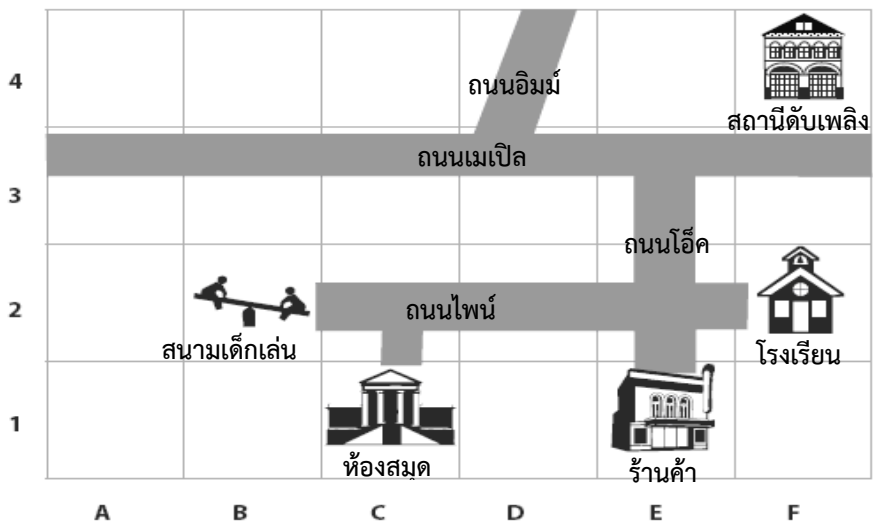 4
ถนนอิมม์
สถานีดับเพลิง
ถนนเมเปิล
3
ถนนโอ็ค
2
ถนนไพน์
สนามเด็กเล่น
โรงเรียน
1
ห้องสมุด
ร้านค้า
A B C D E F